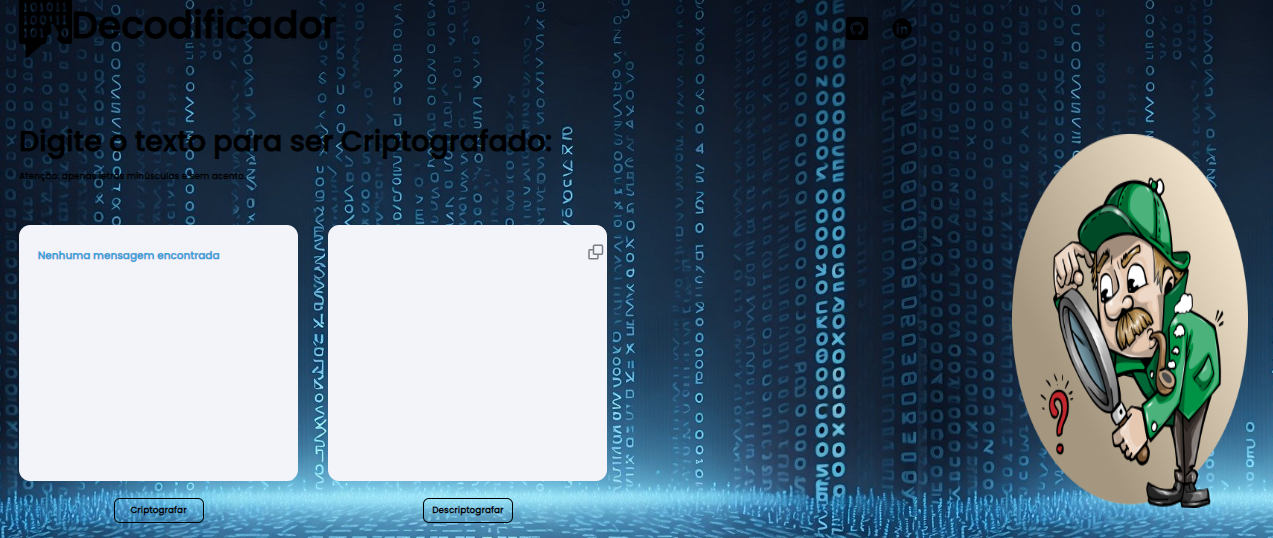 Decodificador
Digite o texto para ser Criptografado:
Atenção: apenas letras minúsculas e sem acento
Nenhuma mensagem encontrada
Criptografar
Descriptografar